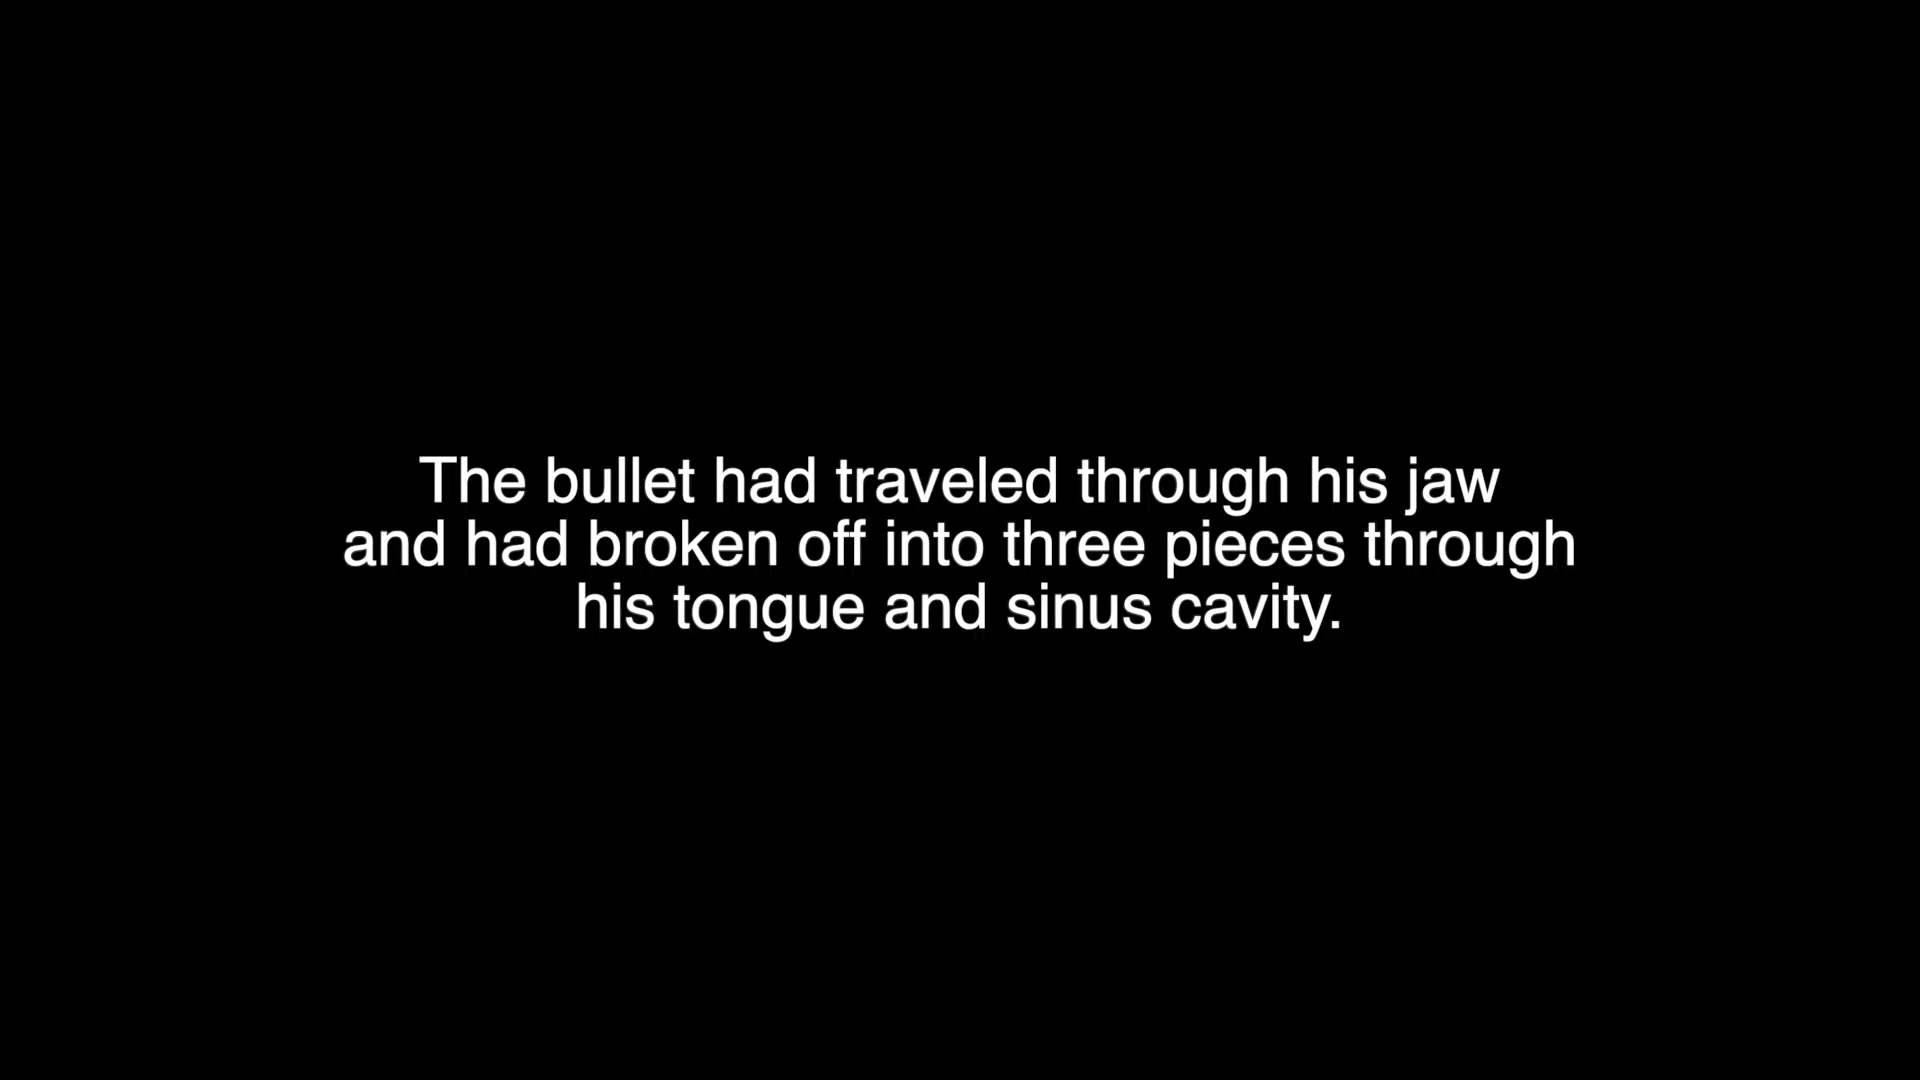 The bullet had traveled through his jaw
and had broken off into three pieces through
his tongue and sinus cavity.